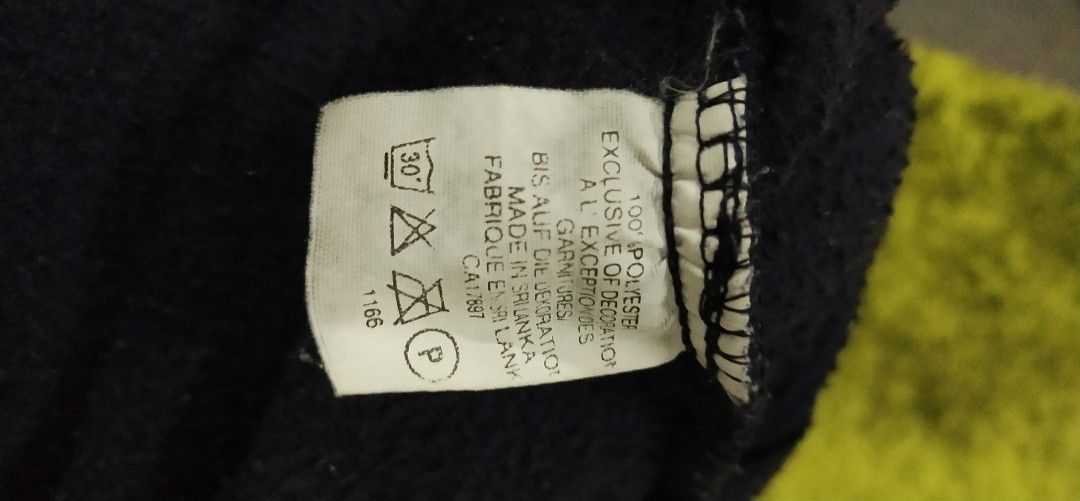 100% POLYESTER
EXCLUSIVE OF DECORATION
A L'EXCEPTION DES
GARNITURES
BIS AUF DIE DEKORATION
MADE IN SRI LANKA
FABRIQUE EN SRI LANK
CA17897
30°
P
1166